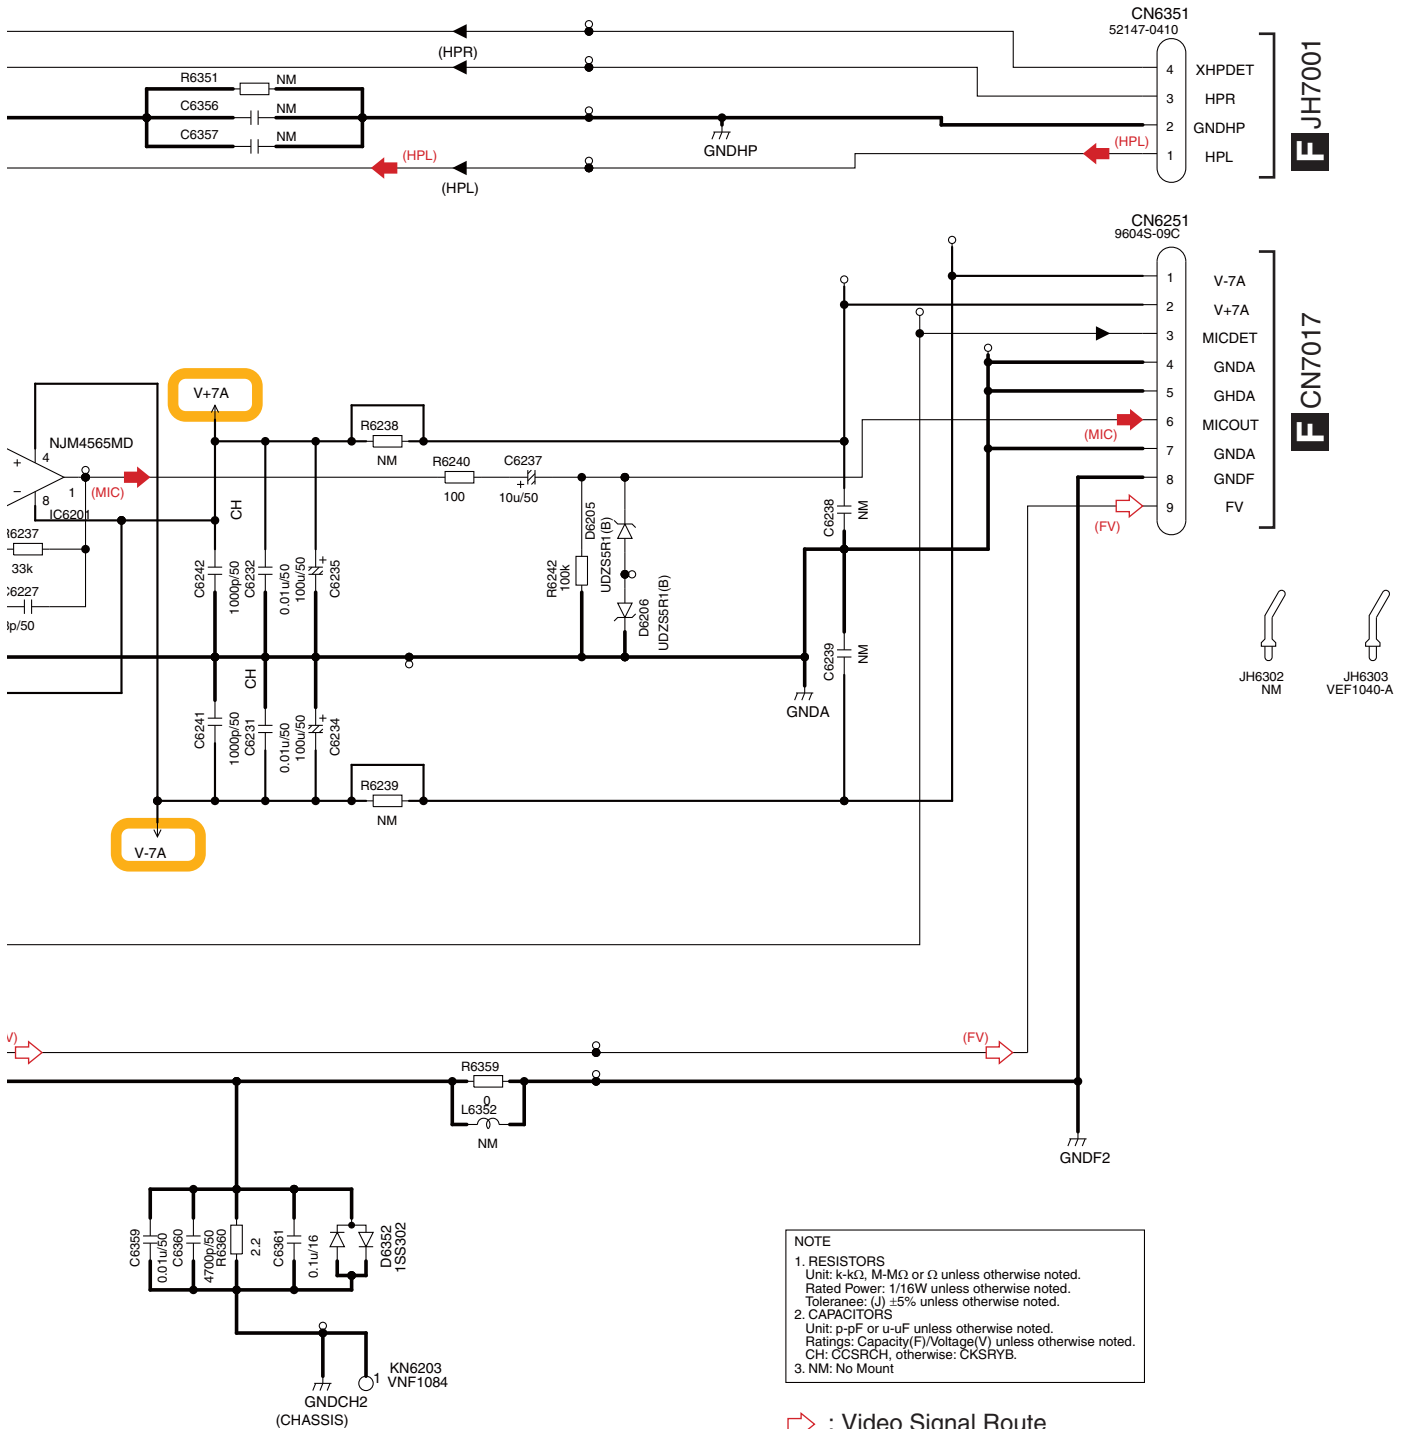 CN6351
52147-0410
(HPR)
R6351 NM
C6356 NM
C6357 NM
4 XHPDET
3 HPR
2 GNDHP
1 HPL
F JH7001
GNDHP
(HPL)
(HPL)
(HPL)
CN6251
9604S-09C
1 V-7A
2 V+7A
3 MICDET
4 GNDA
5 GHDA
6 MICOUT
7 GNDA
8 GNDF
9 FV
F CN7017
(MIC)
(FV)
V+7A
NJM4565MD
+
−
4
8
1
(MIC)
IC6201
R6238
NM
R6240
100
C6237
+
10u/50
R6237
33k
C6227
p/50
CH
C6242
1000p/50
C6232
0.01u/50
100u/50
+
C6235
R6242
100k
D6205
UDZS5R1(B)
D6206
UDZS5R1(B)
C6238
NM
C6239
NM
GNDA
CH
C6241
1000p/50
C6231
0.01u/50
100u/50
+
C6234
R6239
NM
V-7A
JH6302
NM
JH6303
VEF1040-A
V)
(FV)
R6359
0
L6352
NM
GNDF2
C6359
0.01u/50
C6360
4700p/50
R6360
2.2
C6361
0.1u/16
D6352
1SS302
1
KN6203
VNF1084
GNDCH2
(CHASSIS)
NOTE
1. RESISTORS
Unit: k-kΩ, M-MΩ or Ω unless otherwise noted.
Rated Power: 1/16W unless otherwise noted.
Toleranee: (J) ±5% unless otherwise noted.
2. CAPACITORS
Unit: p-pF or u-uF unless otherwise noted.
Ratings: Capacity(F)/Voltage(V) unless otherwise noted.
CH: CCSRCH, otherwise: CKSRYB.
3. NM: No Mount
: Video Signal Route